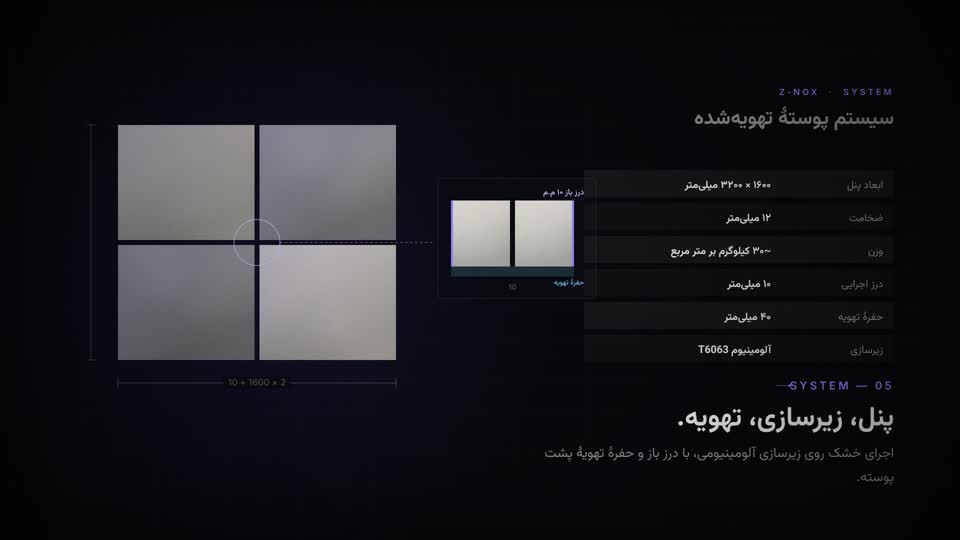 Z-NOX · SYSTEM
سیستم پوستهٔ تهویه‌شده
ابعاد پنل ۱۶۰۰ × ۳۲۰۰ میلی‌متر
ضخامت ۱۲ میلی‌متر
وزن ~۳۰ کیلوگرم بر متر مربع
درز اجرایی ۱۰ میلی‌متر
حفرهٔ تهویه ۴۰ میلی‌متر
زیرسازی آلومینیوم T6063
درز باز ۱۰ م.م
حفرهٔ تهویه
10
2 × 1600 + 10
SYSTEM — 05
پنل، زیرسازی، تهویه.
اجرای خشک روی زیرسازی آلومینیومی، با درز باز و حفرهٔ تهویهٔ پشت
پوسته.